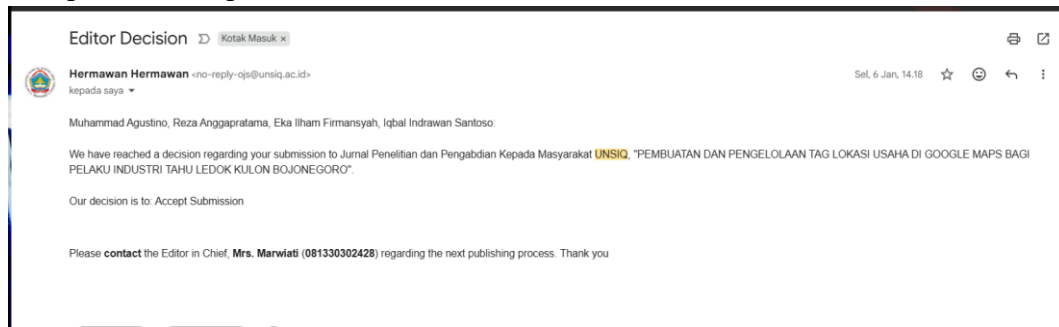 Editor Decision Kotak Masuk ×
Hermawan Hermawan <no-reply-ojs@unsiq.ac.id> Sel, 6 Jan, 14.18
kepada saya
Muhammad Agustino, Reza Anggapratama, Eka Ilham Firmansyah, Iqbal Indrawan Santoso:
We have reached a decision regarding your submission to Jurnal Penelitian dan Pengabdian Kepada Masyarakat UNSIQ, "PEMBUATAN DAN PENGELOLAAN TAG LOKASI USAHA DI GOOGLE MAPS BAGI
PELAKU INDUSTRI TAHU LEDOK KULON BOJONEGORO".
Our decision is to: Accept Submission
Please contact the Editor in Chief, Mrs. Marwiati (081330302428) regarding the next publishing process. Thank you